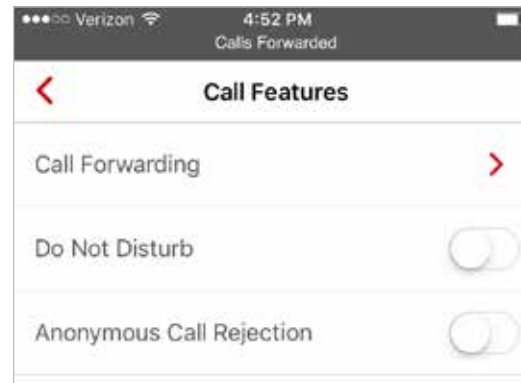 Verizon 4:52 PM
Calls Forwarded
Call Features
Call Forwarding
Do Not Disturb
Anonymous Call Rejection